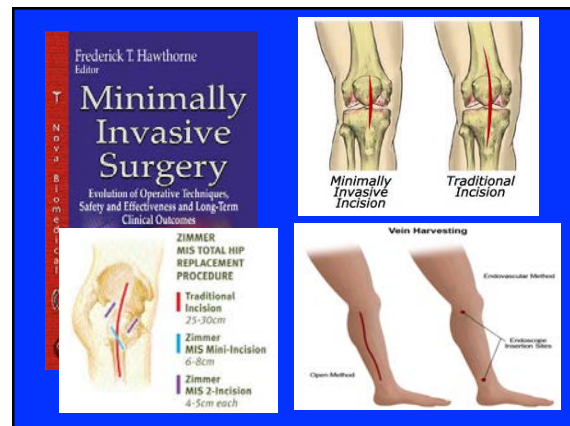 Frederick T. Hawthorne
Editor
Minimally
Invasive
Surgery
Evolution of Operative Techniques,
Safety and Effectiveness and Long-Term
Clinical Outcomes
Nova Biomedical
Minimally
Invasive
Incision
Traditional
Incision
ZIMMER
MIS TOTAL HIP
REPLACEMENT
PROCEDURE
Traditional
Incision
25-30cm
Zimmer
MIS Mini-Incision
6-8cm
Zimmer
MIS 2-Incision
4-5cm each
Vein Harvesting
Endovascular Method
Endoscope
Insertion Sites
Open Method